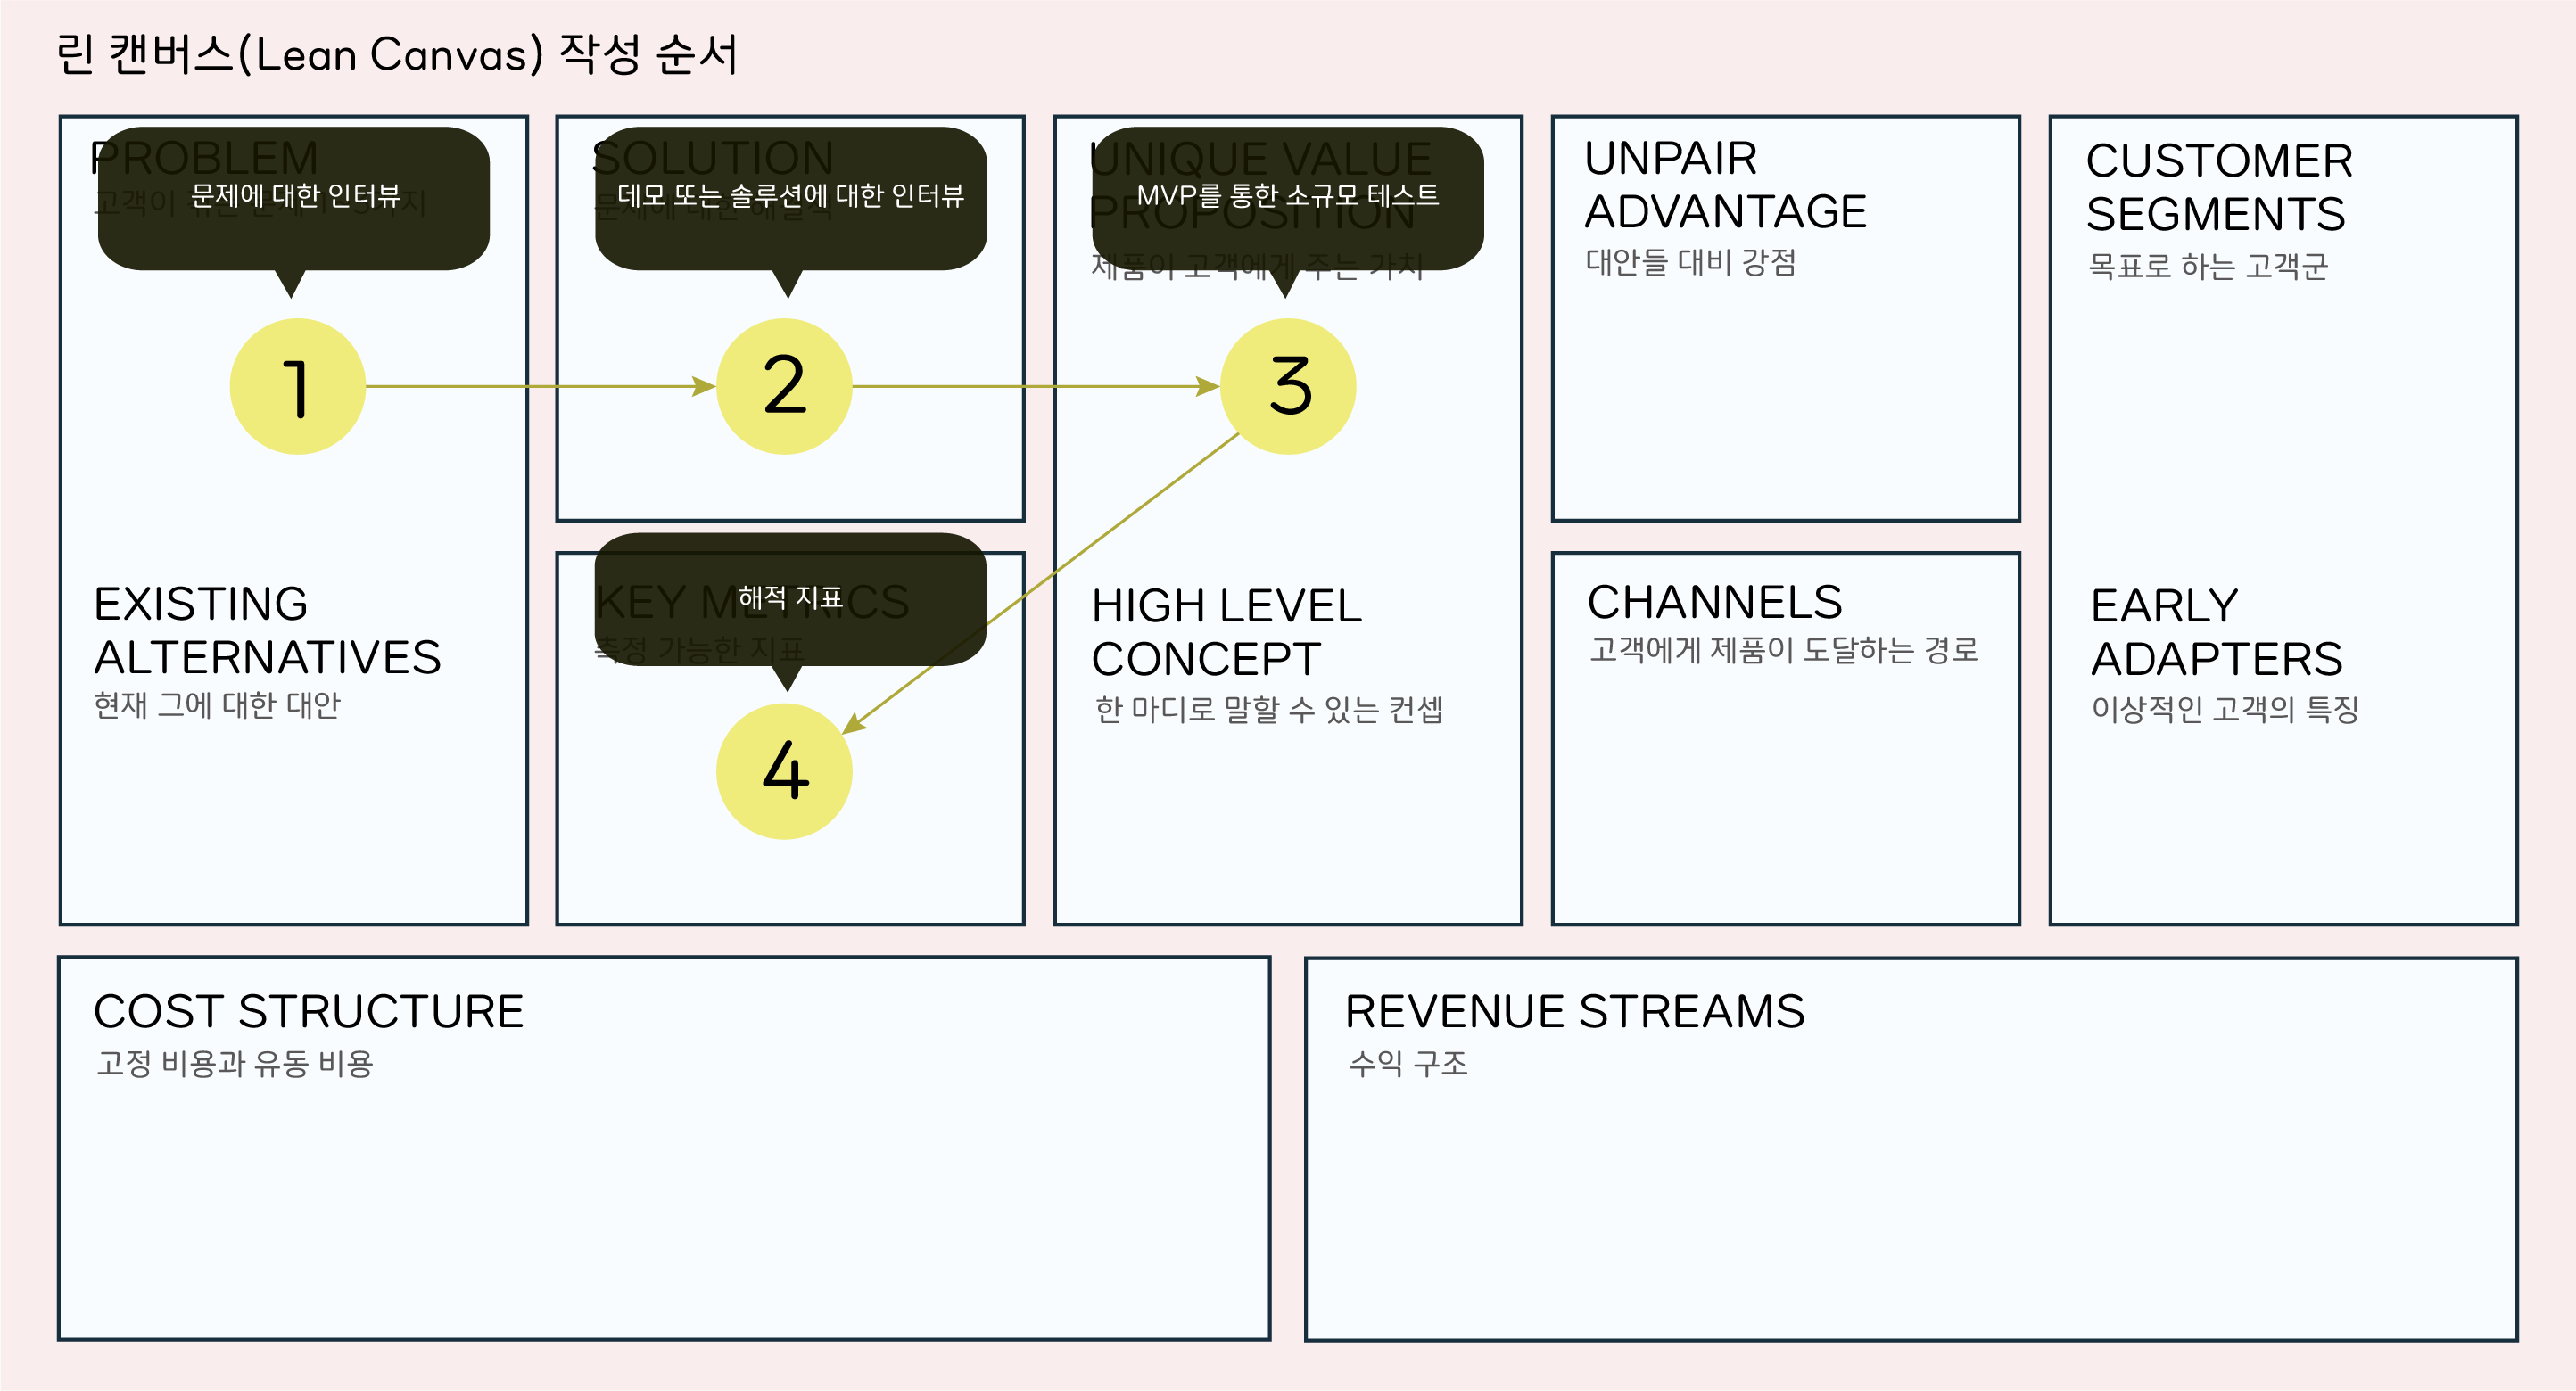 린 캔버스(Lean Canvas) 작성 순서
PROBLEM
고객이 겪는 문제 1~3가지
문제에 대한 인터뷰
1
EXISTING
ALTERNATIVES
현재 그에 대한 대안
SOLUTION
문제에 대한 해결책
데모 또는 솔루션에 대한 인터뷰
2
KEY METRICS
측정 가능한 지표
해적 지표
4
UNIQUE VALUE
PROPOSITION
제품이 고객에게 주는 가치
MVP를 통한 소규모 테스트
3
HIGH LEVEL
CONCEPT
한 마디로 말할 수 있는 컨셉
UNPAIR
ADVANTAGE
대안들 대비 강점
CHANNELS
고객에게 제품이 도달하는 경로
CUSTOMER
SEGMENTS
목표로 하는 고객군
EARLY
ADAPTERS
이상적인 고객의 특징
COST STRUCTURE
고정 비용과 유동 비용
REVENUE STREAMS
수익 구조